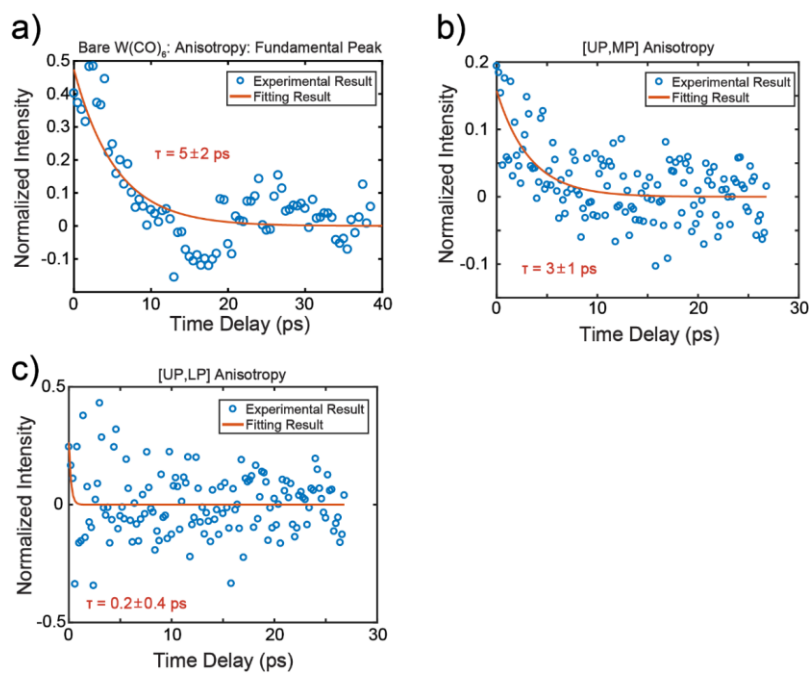 a)
Bare W(CO)₆: Anisotropy: Fundamental Peak
0.5
0.4
0.3
0.2
0.1
0
-0.1
Normalized Intensity
Experimental Result
Fitting Result
τ = 5±2 ps
0 10 20 30 40
Time Delay (ps)
b)
[UP,MP] Anisotropy
0.2
0.1
0
-0.1
Normalized Intensity
Experimental Result
Fitting Result
τ = 3±1 ps
0 10 20 30
Time Delay (ps)
c)
[UP,LP] Anisotropy
0.5
0
-0.5
Normalized Intensity
Experimental Result
Fitting Result
τ = 0.2±0.4 ps
0 10 20 30
Time Delay (ps)